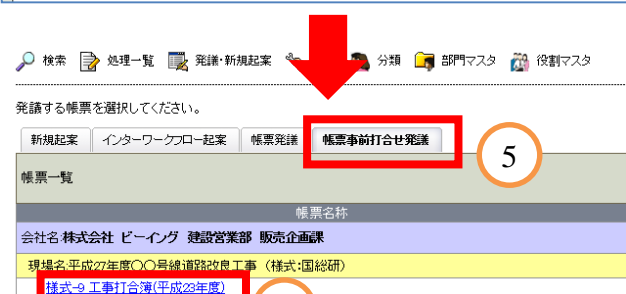 検索 処理一覧 発議・新規起案 分類 部門マスタ 役割マスタ
発議する帳票を選択してください。
新規起案 インターワークフロー起案 帳票発議 帳票事前打合せ発議
5
帳票一覧
帳票名称
会社名:株式会社 ビーイング 建設営業部 販売企画課
現場名:平成27年度〇〇号線道路改良工事 (様式:国総研)
様式-9 工事打合簿(平成23年度)